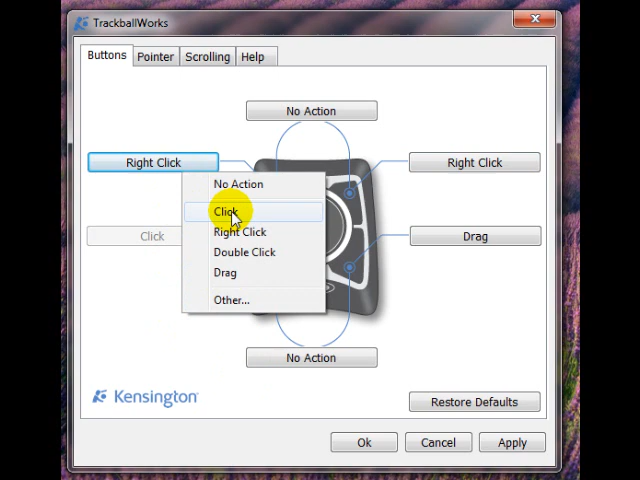 TrackballWorks
Buttons Pointer Scrolling Help
No Action
Right Click
Right Click
No Action
Click
Click
Right Click
Drag
Double Click
Drag
Other...
No Action
Kensington
Restore Defaults
Ok Cancel Apply